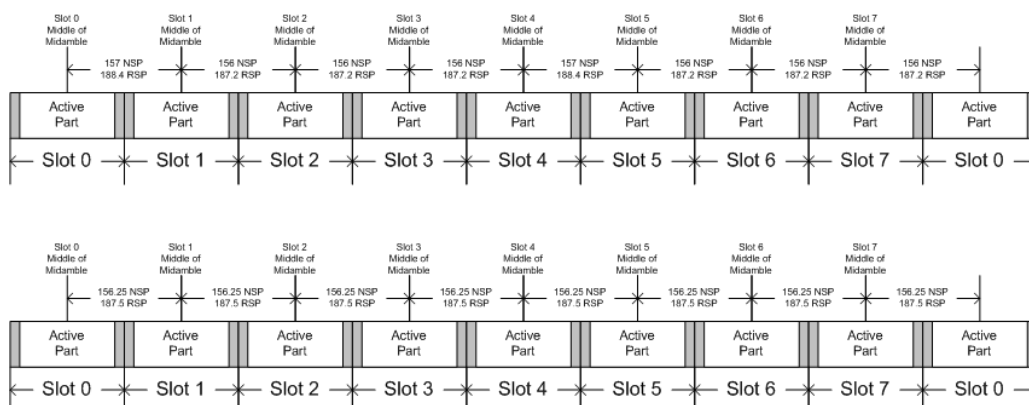 Slot 0 Slot 1 Slot 2 Slot 3 Slot 4 Slot 5 Slot 6 Slot 7
Middle of Middle of Middle of Middle of Middle of Middle of Middle of Middle of
Midamble Midamble Midamble Midamble Midamble Midamble Midamble Midamble
157 NSP 156 NSP 156 NSP 156 NSP 157 NSP 156 NSP 156 NSP 156 NSP
188.4 RSP 187.2 RSP 187.2 RSP 187.2 RSP 188.4 RSP 187.2 RSP 187.2 RSP 187.2 RSP
Active Active Active Active Active Active Active Active Active
Part Part Part Part Part Part Part Part Part
Slot 0 Slot 1 Slot 2 Slot 3 Slot 4 Slot 5 Slot 6 Slot 7 Slot 0
Slot 0 Slot 1 Slot 2 Slot 3 Slot 4 Slot 5 Slot 6 Slot 7
Middle of Middle of Middle of Middle of Middle of Middle of Middle of Middle of
Midamble Midamble Midamble Midamble Midamble Midamble Midamble Midamble
156.25 NSP 156.25 NSP 156.25 NSP 156.25 NSP 156.25 NSP 156.25 NSP 156.25 NSP 156.25 NSP
187.5 RSP 187.5 RSP 187.5 RSP 187.5 RSP 187.5 RSP 187.5 RSP 187.5 RSP 187.5 RSP
Active Active Active Active Active Active Active Active Active
Part Part Part Part Part Part Part Part Part
Slot 0 Slot 1 Slot 2 Slot 3 Slot 4 Slot 5 Slot 6 Slot 7 Slot 0